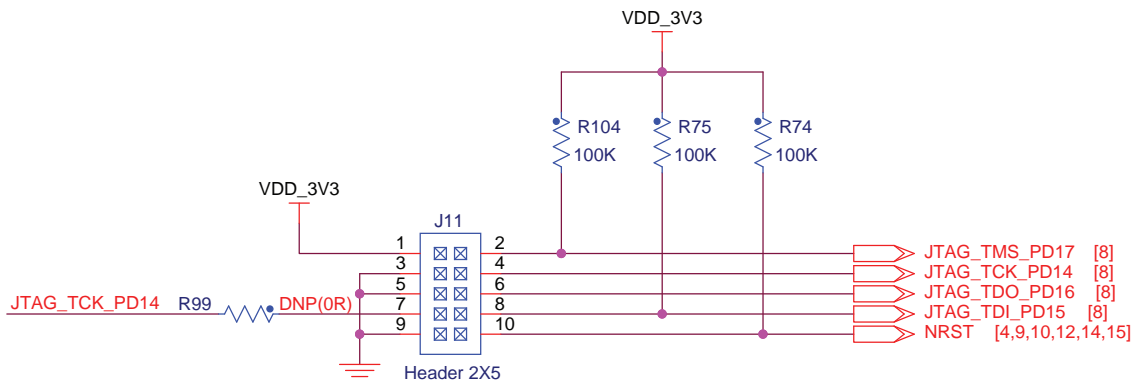 VDD_3V3
R104
100K
R75
100K
R74
100K
VDD_3V3
J11
1 2
3 4
5 6
7 8
9 10
JTAG_TCK_PD14 R99 DNP(0R)
Header 2X5
JTAG_TMS_PD17 [8]
JTAG_TCK_PD14 [8]
JTAG_TDO_PD16 [8]
JTAG_TDI_PD15 [8]
NRST [4,9,10,12,14,15]